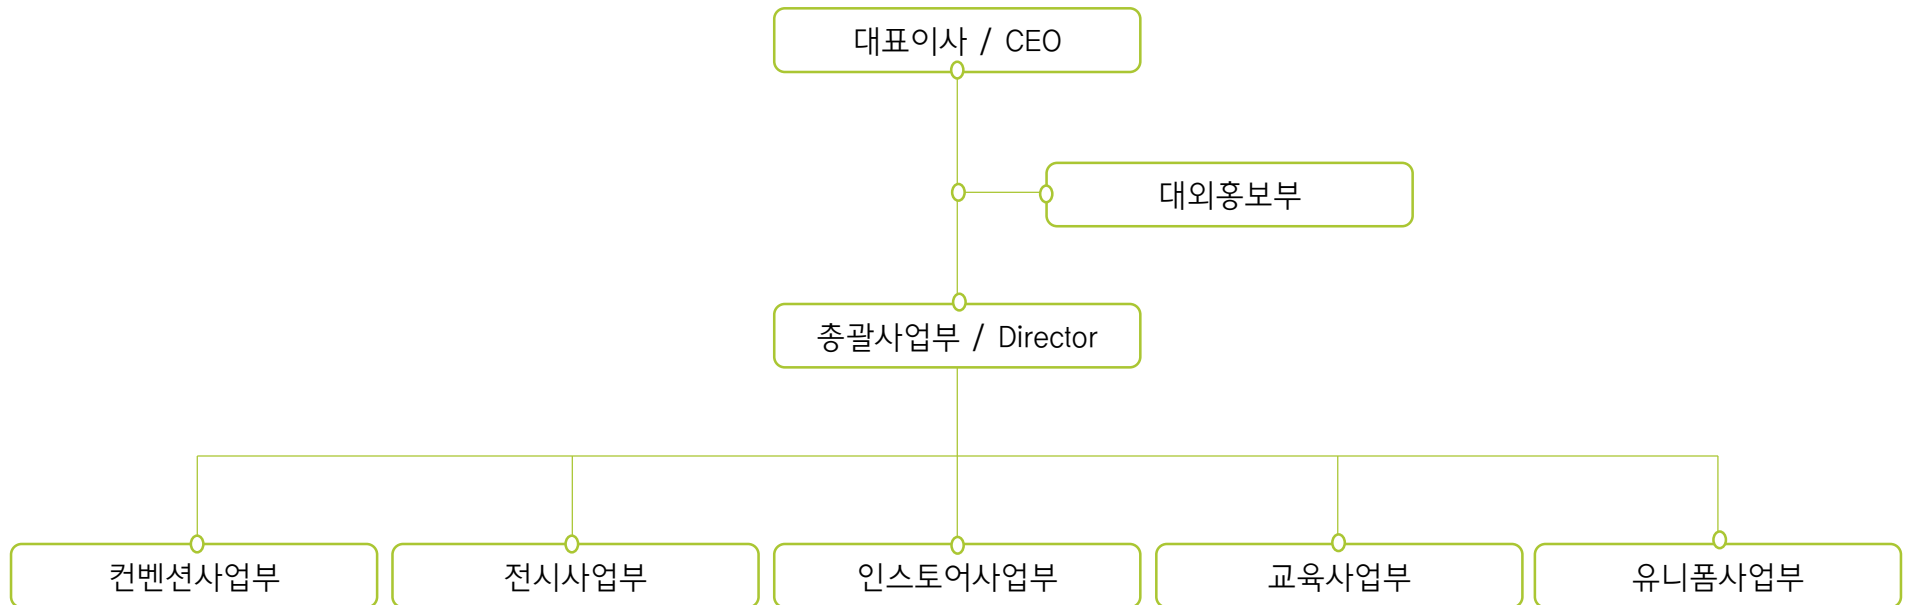 대표이사 / CEO
대외홍보부
총괄사업부 / Director
컨벤션사업부
전시사업부
인스토어사업부
교육사업부
유니폼사업부